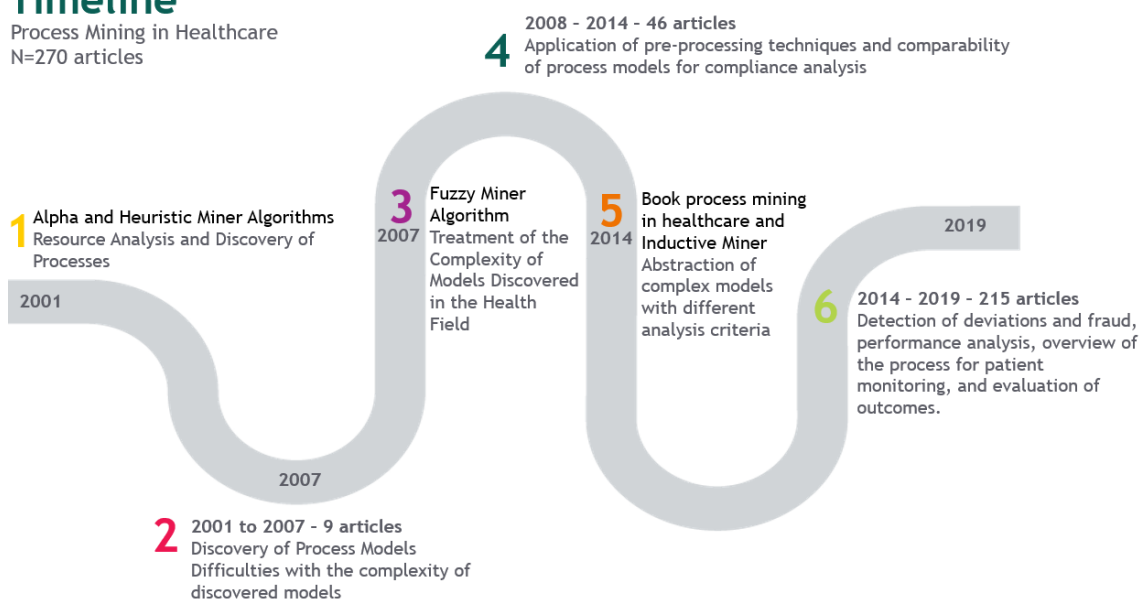 Timeline
Process Mining in Healthcare
N=270 articles
4
2008 – 2014 – 46 articles
Application of pre-processing techniques and comparability
of process models for compliance analysis
1
Alpha and Heuristic Miner Algorithms
Resource Analysis and Discovery of
Processes
2001
2007
2
2001 to 2007 – 9 articles
Discovery of Process Models
Difficulties with the complexity of
discovered models
3
2007
Fuzzy Miner
Algorithm
Treatment of the
Complexity of
Models Discovered
in the Health
Field
5
2014
Book process mining
in healthcare and
Inductive Miner
Abstraction of
complex models
with different
analysis criteria
2019
6
2014 – 2019 – 215 articles
Detection of deviations and fraud,
performance analysis, overview of
the process for patient
monitoring, and evaluation of
outcomes.